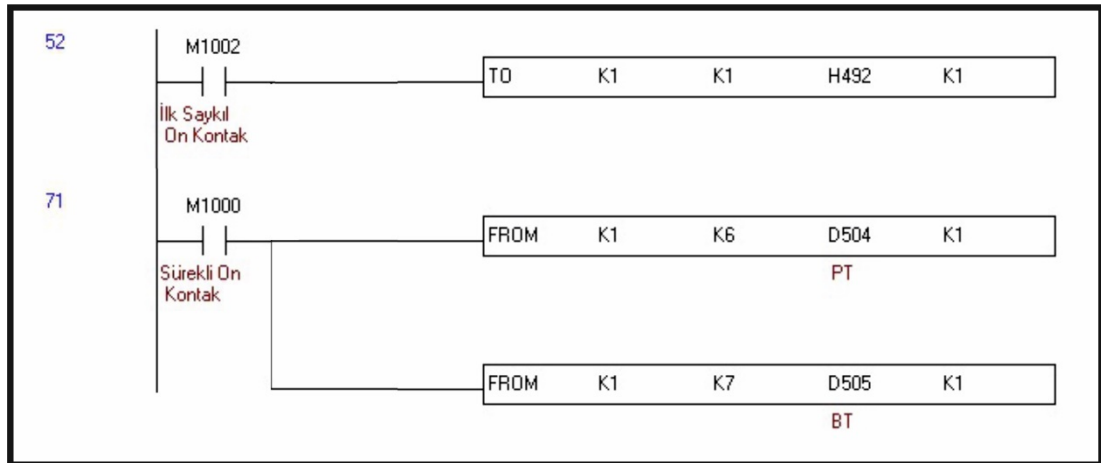 52
M1002
TO K1 K1 H492 K1
İlk Saykıl
On Kontak
71
M1000
FROM K1 K6 D504 K1
Sürekli On
Kontak
PT
FROM K1 K7 D505 K1
BT